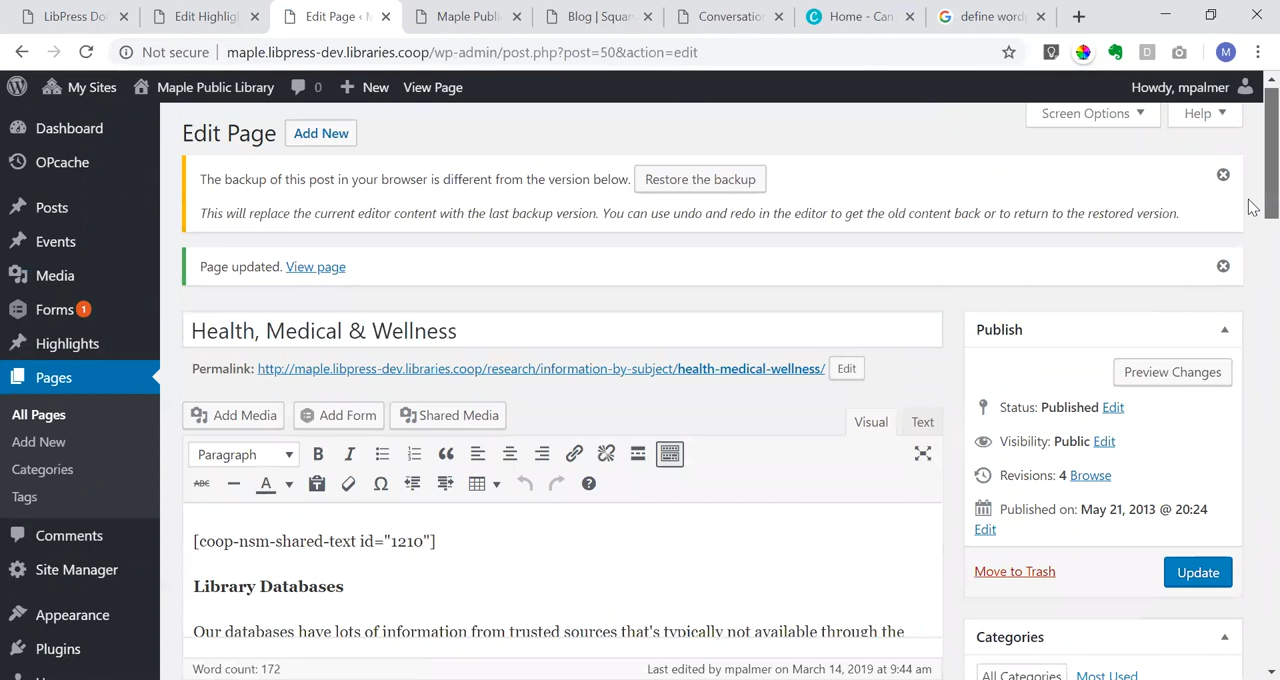 LibPress Do
Edit Highlig
Edit Page ‹ M
Maple Publi
Blog | Squar
Conversation
Home - Can
define word
Not secure | maple.libpress-dev.libraries.coop/wp-admin/post.php?post=50&action=edit
My Sites Maple Public Library 0 New View Page Howdy, mpalmer
Screen Options Help
Edit Page Add New
The backup of this post in your browser is different from the version below. Restore the backup
This will replace the current editor content with the last backup version. You can use undo and redo in the editor to get the old content back or to return to the restored version.
Page updated. View page
Dashboard
OPcache
Posts
Events
Media
Forms 1
Highlights
Pages
All Pages
Add New
Categories
Tags
Comments
Site Manager
Appearance
Plugins
Health, Medical & Wellness
Permalink: http://maple.libpress-dev.libraries.coop/research/information-by-subject/health-medical-wellness/ Edit
Add Media Add Form Shared Media
Visual Text
Paragraph
[coop-nsm-shared-text id="1210"]
Library Databases
Our databases have lots of information from trusted sources that's typically not available through the
Word count: 172 Last edited by mpalmer on March 14, 2019 at 9:44 am
Publish
Preview Changes
Status: Published Edit
Visibility: Public Edit
Revisions: 4 Browse
Published on: May 21, 2013 @ 20:24
Edit
Move to Trash Update
Categories
All Categories Most Used